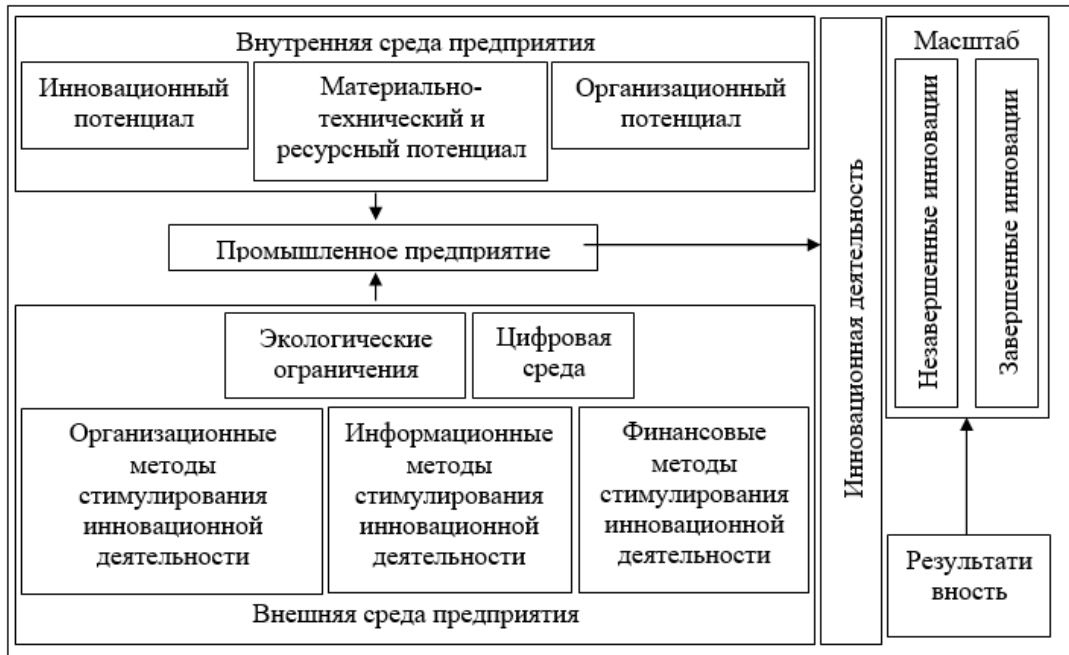 Внутренняя среда предприятия
Инновационный
потенциал
Материально-
технический и
ресурсный потенциал
Организационный
потенциал
Промышленное предприятие
Экологические
ограничения
Цифровая
среда
Организационные
методы
стимулирования
инновационной
деятельности
Информационные
методы
стимулирования
инновационной
деятельности
Финансовые
методы
стимулирования
инновационной
деятельности
Внешняя среда предприятия
Инновационная деятельность
Масштаб
Незавершенные инновации
Завершенные инновации
Результати
вность